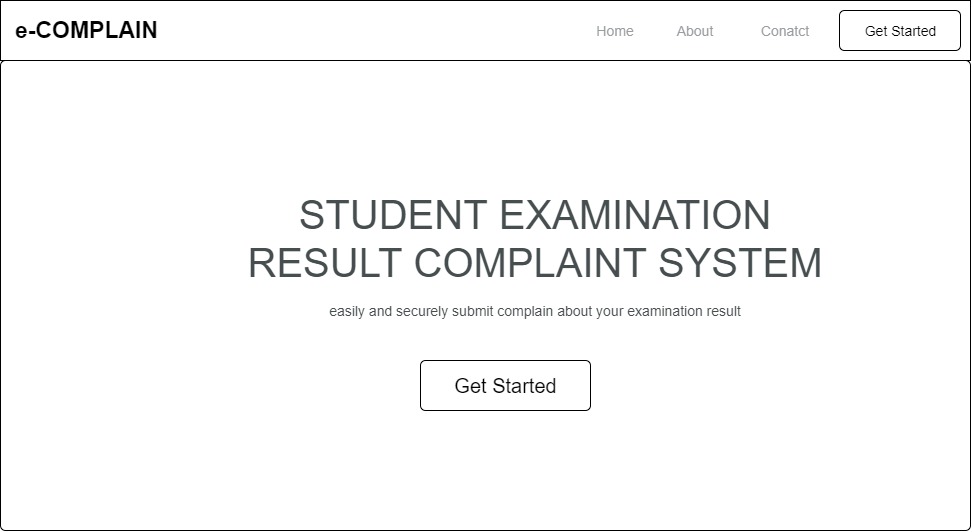 e-COMPLAIN
Home About Conatct Get Started
STUDENT EXAMINATION
RESULT COMPLAINT SYSTEM
easily and securely submit complain about your examination result
Get Started